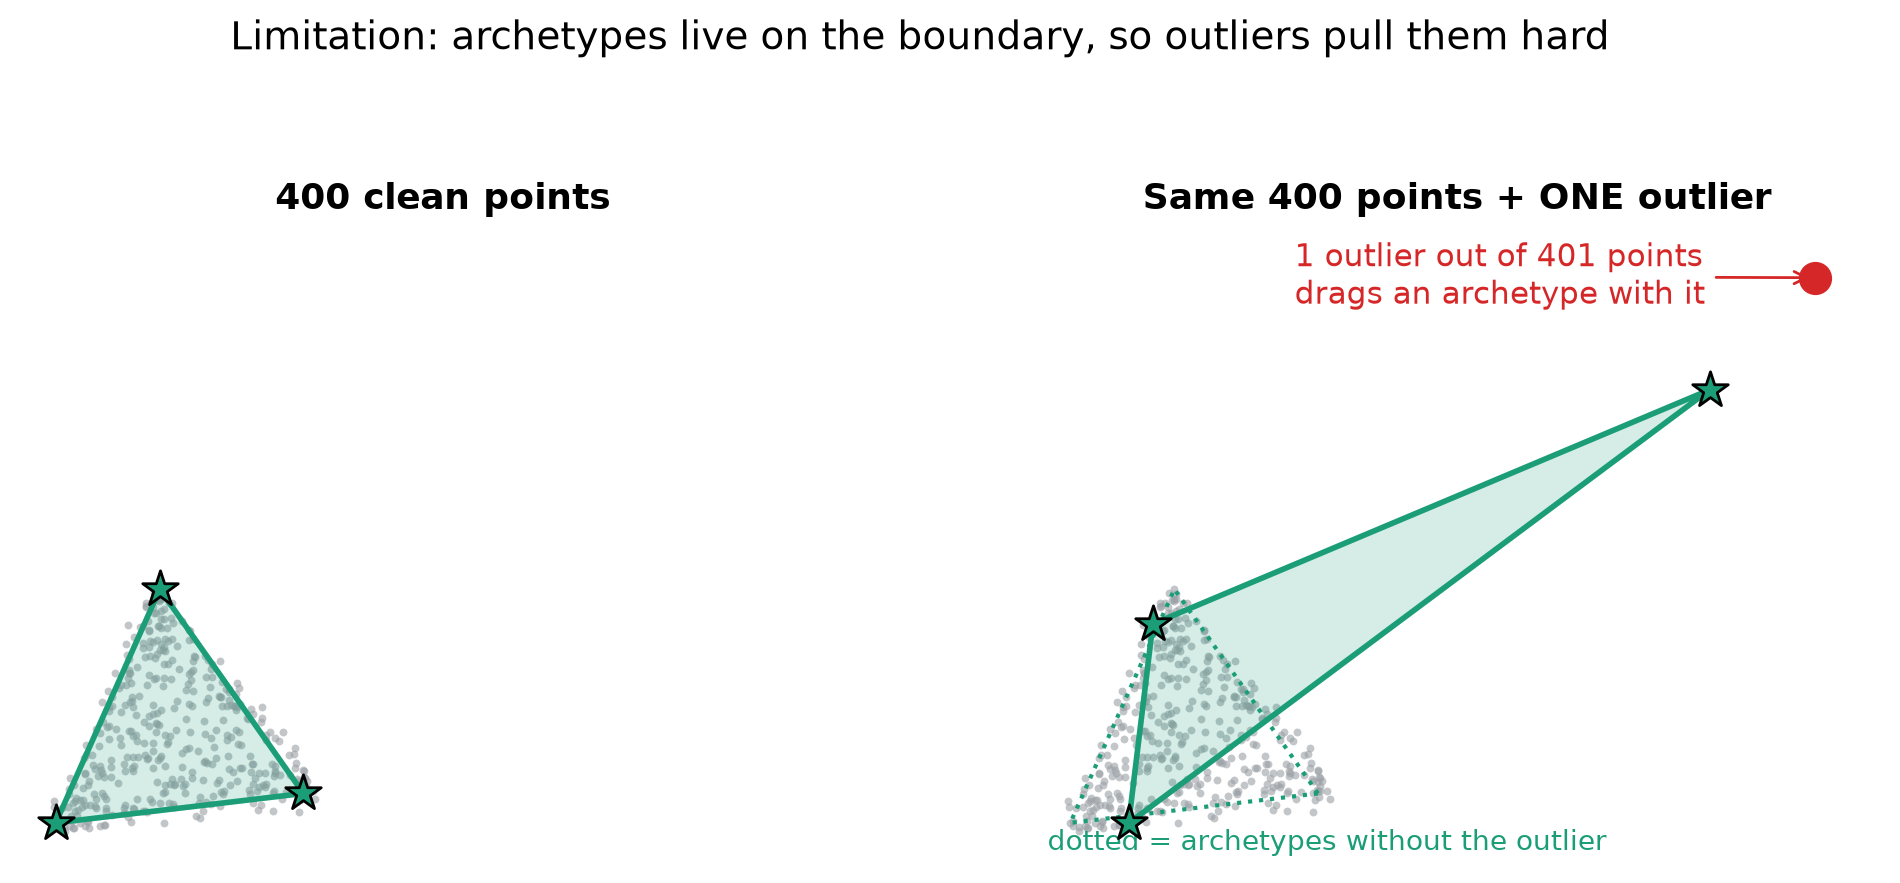 Limitation: archetypes live on the boundary, so outliers pull them hard
400 clean points
Same 400 points + ONE outlier
1 outlier out of 401 points
drags an archetype with it
dotted = archetypes without the outlier